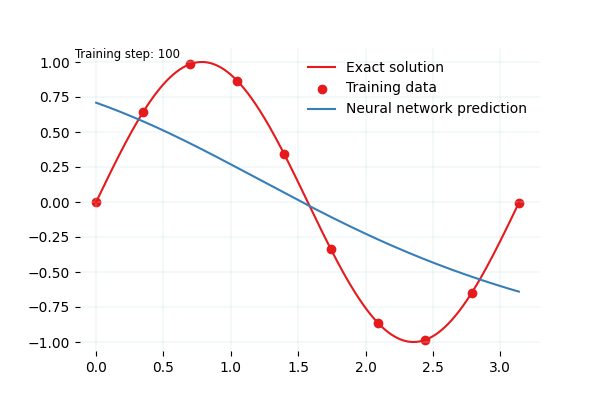 Training step: 100
Exact solution
Training data
Neural network prediction
1.00
0.75
0.50
0.25
0.00
−0.25
−0.50
−0.75
−1.00
0.0 0.5 1.0 1.5 2.0 2.5 3.0